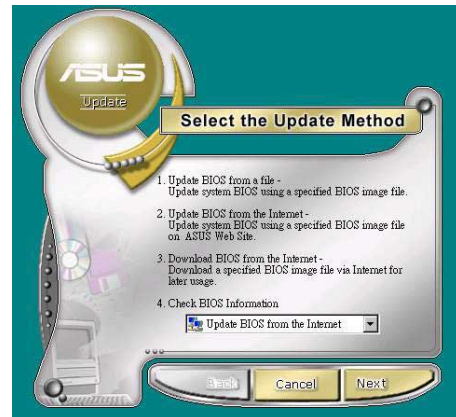 ASUS
Update
Select the Update Method
1. Update BIOS from a file -
Update system BIOS using a specified BIOS image file.
2. Update BIOS from the Internet -
Update system BIOS using a specified BIOS image file
on ASUS Web Site.
3. Download BIOS from the Internet -
Download a specified BIOS image file via Internet for
later usage.
4. Check BIOS Information
Update BIOS from the Internet
Back
Cancel
Next